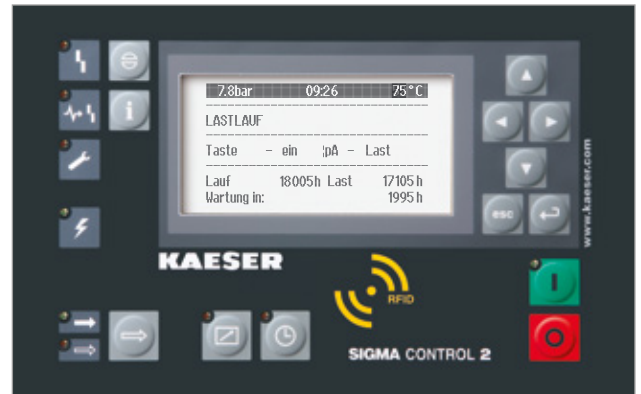 7.8bar 09:26 75°C
LASTLAUF
Taste - ein ¦pA - Last
Lauf 18005h Last 17105h
Wartung in: 1995h
esc
www.kaeser.com
KAESER
RFID
SIGMA CONTROL 2